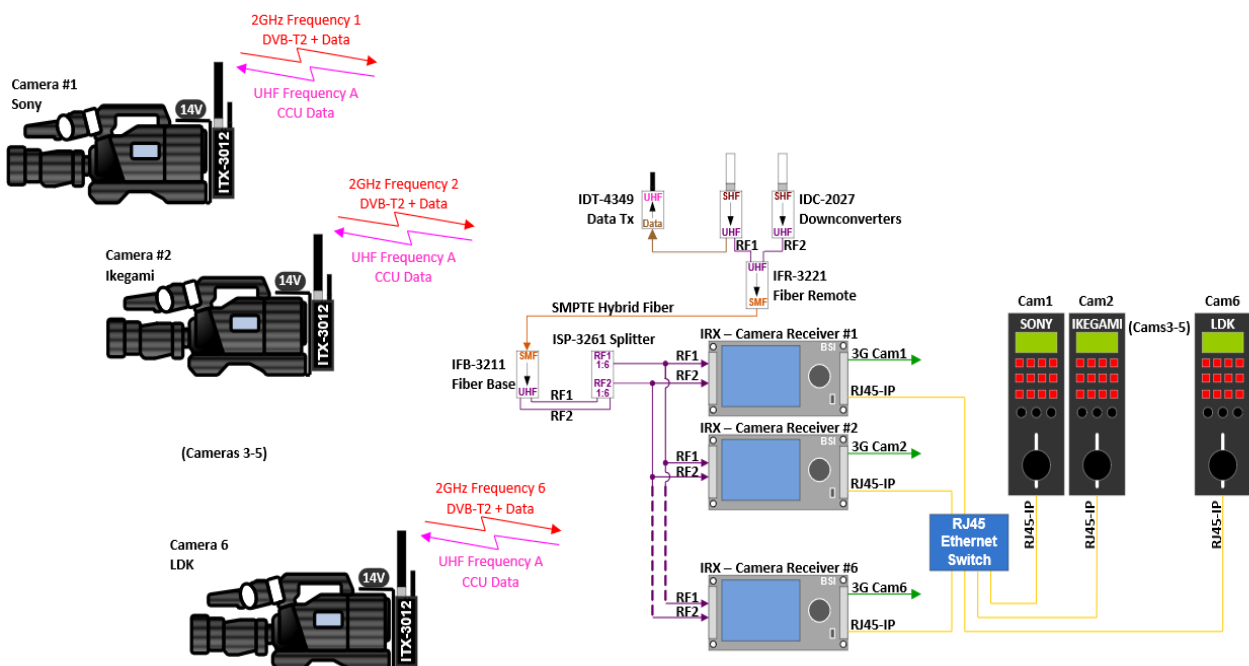 2GHz Frequency 1
DVB-T2 + Data
UHF Frequency A
CCU Data
Camera #1
Sony
14V
ITX-3012
2GHz Frequency 2
DVB-T2 + Data
UHF Frequency A
CCU Data
Camera #2
Ikegami
14V
ITX-3012
(Cameras 3-5)
2GHz Frequency 6
DVB-T2 + Data
UHF Frequency A
CCU Data
Camera 6
LDK
14V
ITX-3012
IDT-4349
Data Tx
UHF
Data
SHF
UHF
SHF
UHF
IDC-2027
Downconverters
RF1
RF2
UHF
SMF
IFR-3221
Fiber Remote
SMPTE Hybrid Fiber
IFB-3211
Fiber Base
SMF
UHF
RF1
RF2
ISP-3261 Splitter
RF1
1:6
RF2
1:6
IRX – Camera Receiver #1
RF1
RF2
BSI
3G Cam1
RJ45-IP
IRX – Camera Receiver #2
RF1
RF2
BSI
3G Cam2
RJ45-IP
IRX – Camera Receiver #6
RF1
RF2
BSI
3G Cam6
RJ45-IP
RJ45
Ethernet
Switch
Cam1
SONY
Cam2
IKEGAMI
(Cams3-5)
Cam6
LDK
RJ45-IP
RJ45-IP
RJ45-IP